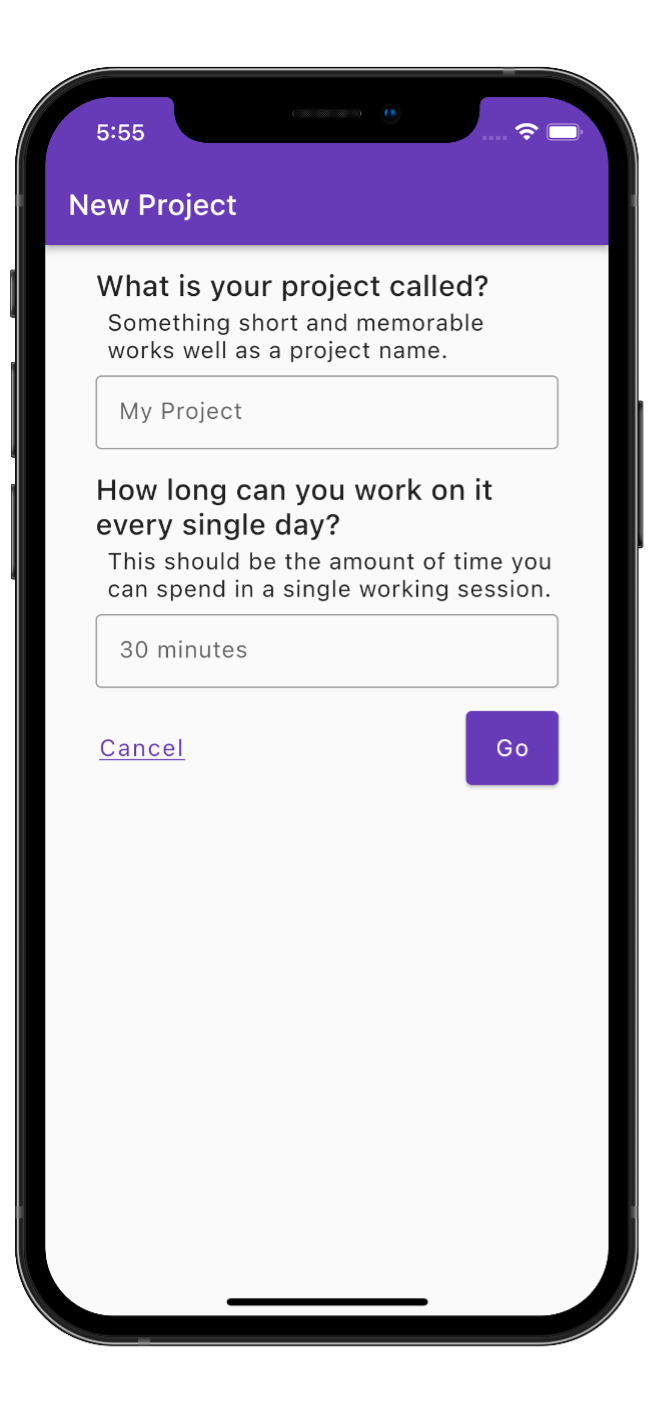 5:55
New Project
What is your project called?
Something short and memorable
works well as a project name.
My Project
How long can you work on it
every single day?
This should be the amount of time you
can spend in a single working session.
30 minutes
Cancel
Go